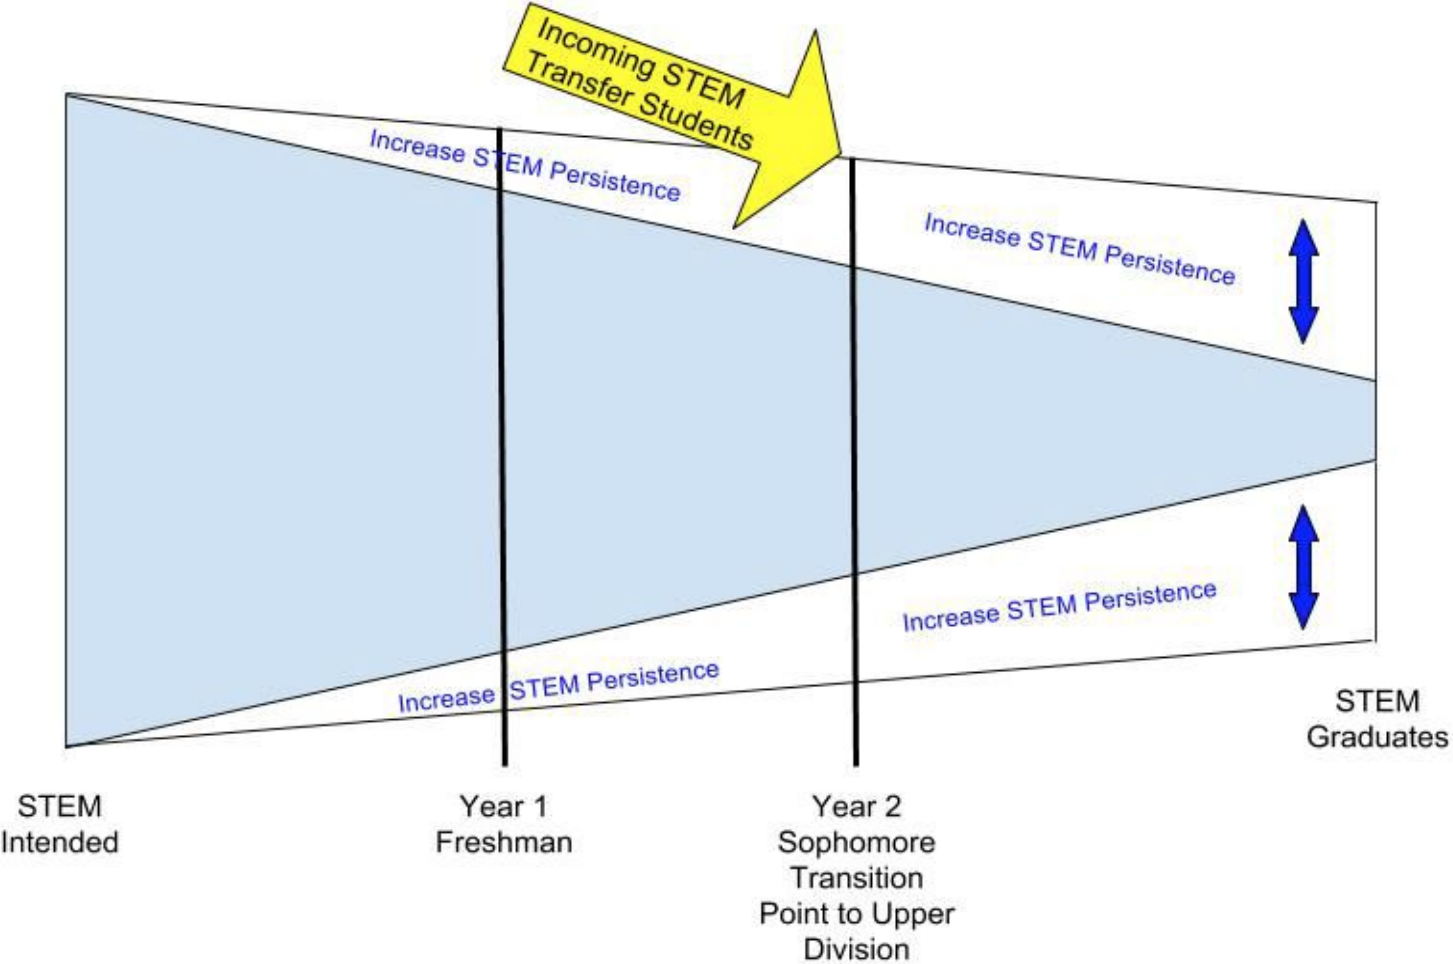 Incoming STEM
Transfer Students
Increase STEM Persistence
Increase STEM Persistence
Increase STEM Persistence
Increase STEM Persistence
STEM
Graduates
STEM
Intended
Year 1
Freshman
Year 2
Sophomore
Transition
Point to Upper
Division